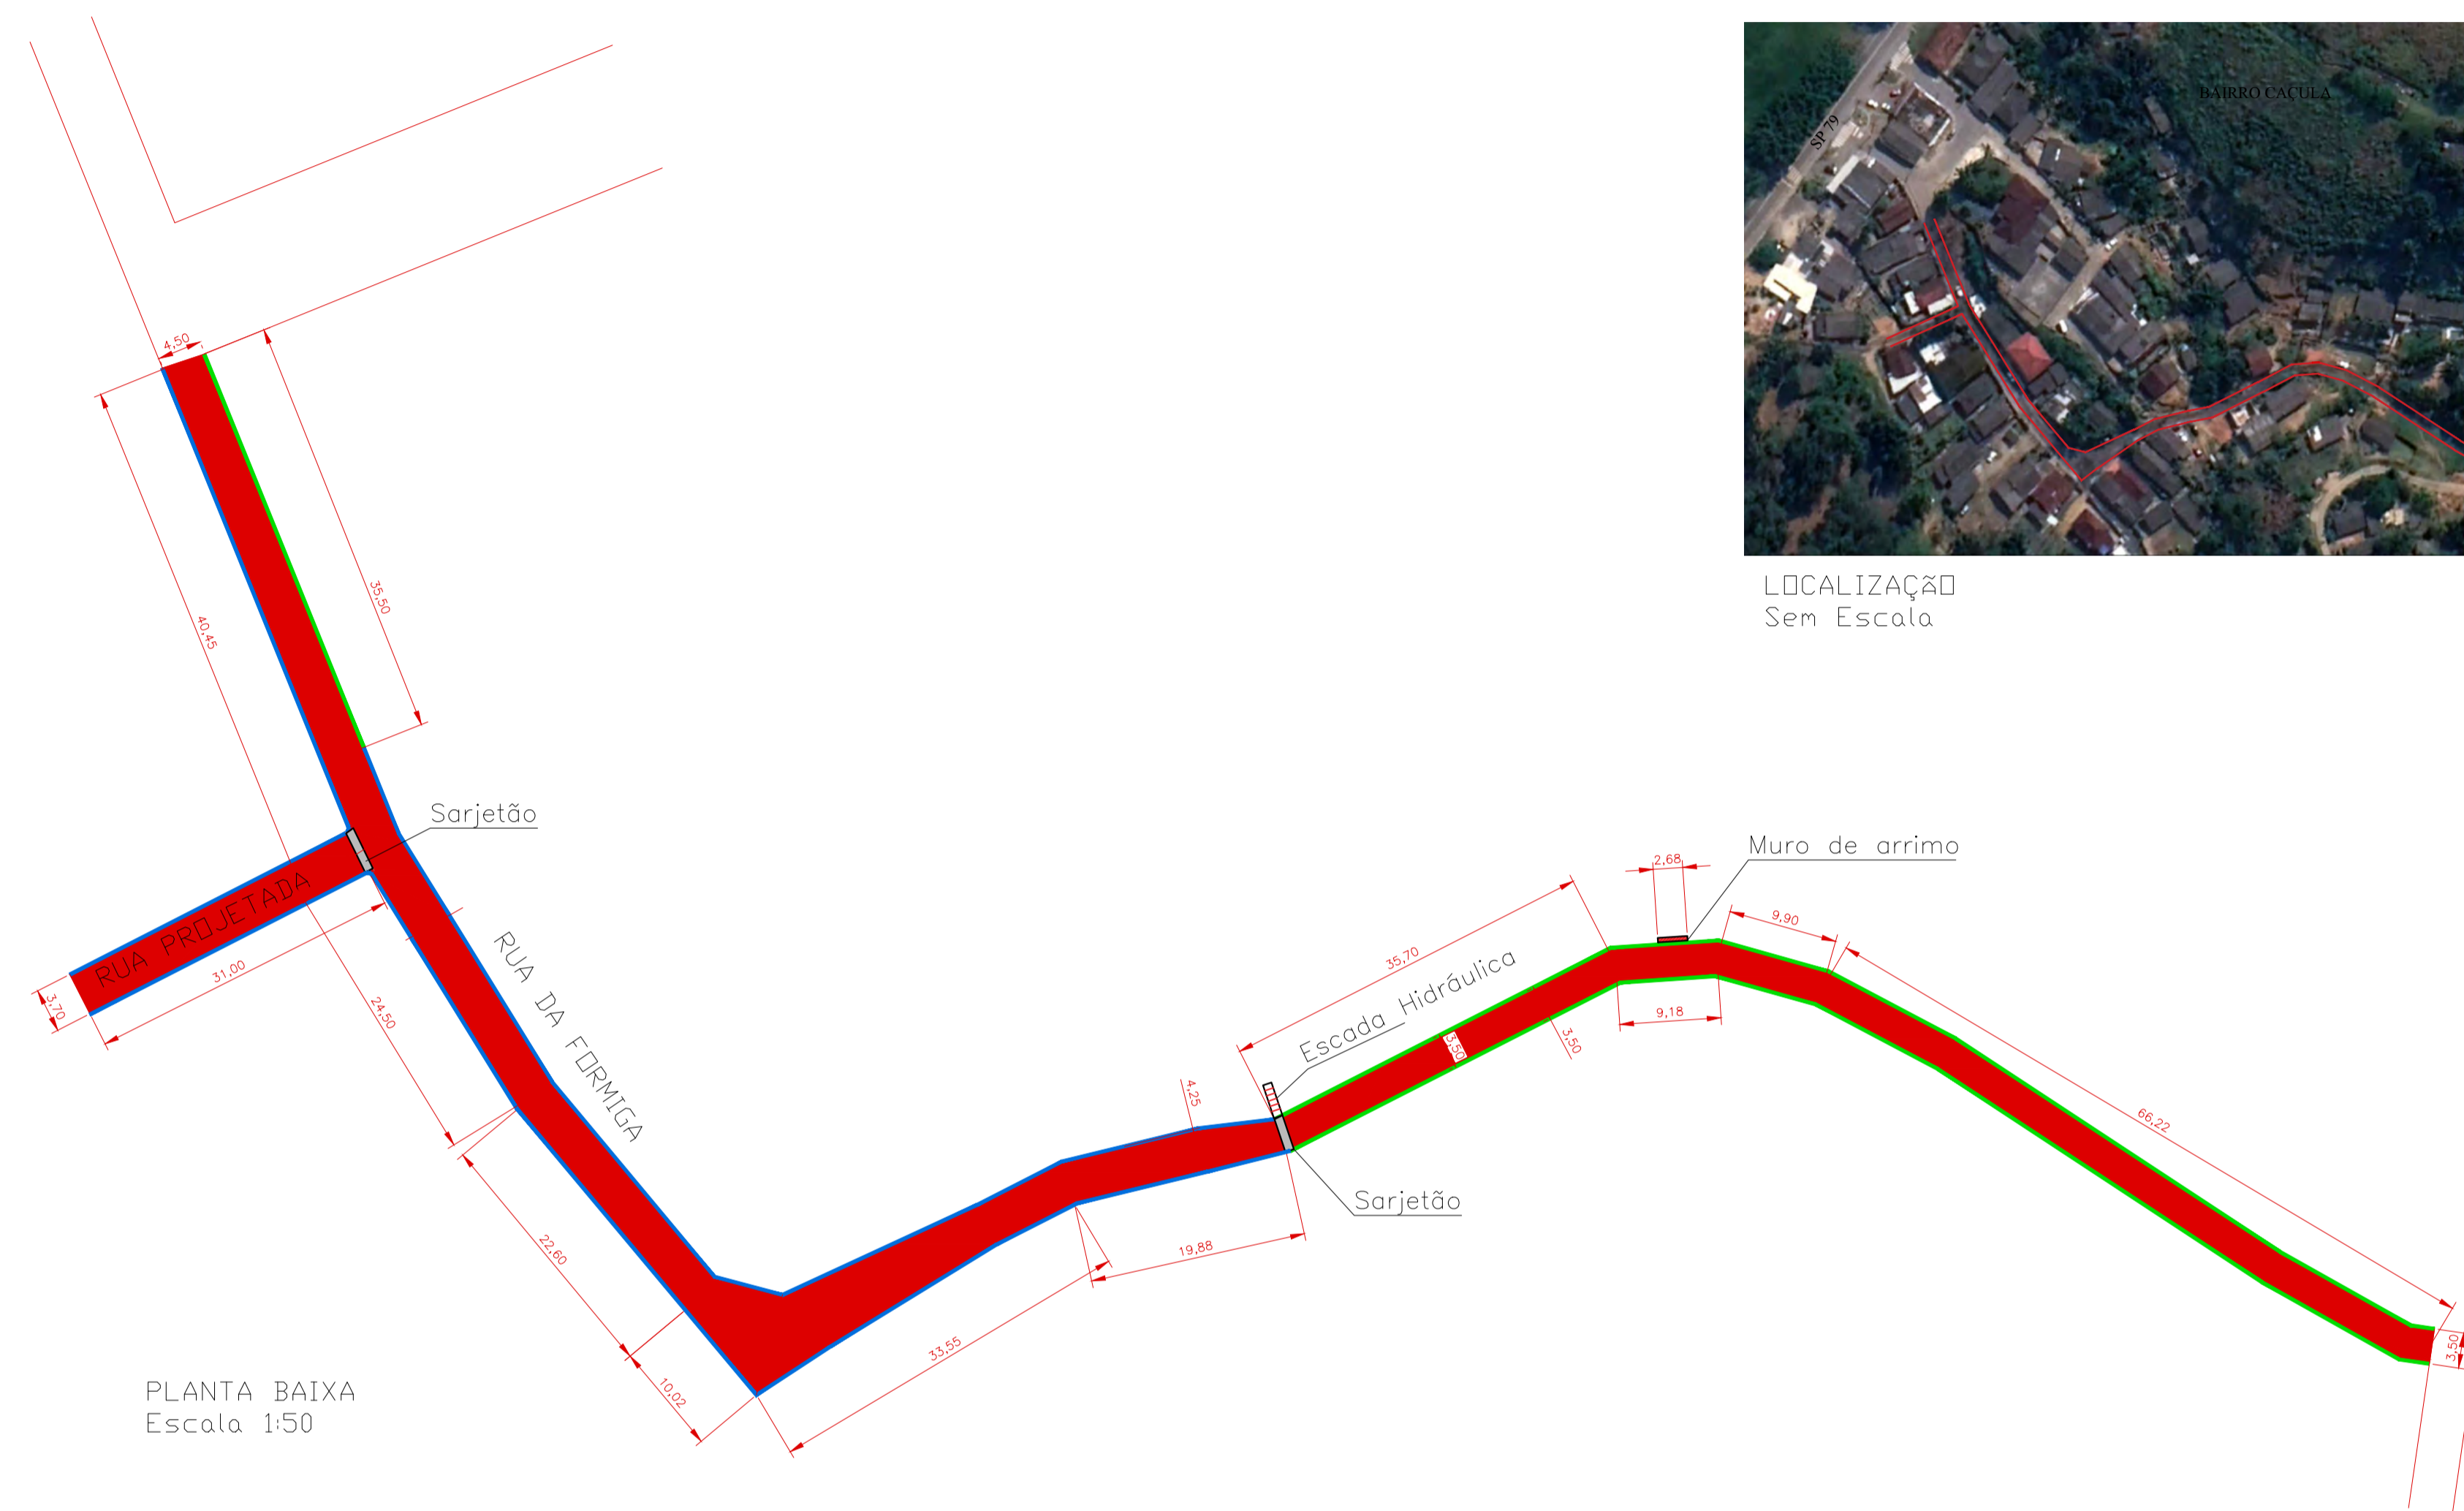 BAIRRO CAÇULA
SP 79
LOCALIZAÇÃO
Sem Escala
4,50
35,50
40,45
Sarjetão
RUA PROJETADA
31,00
3,70
24,50
RUA DA FORMIGA
22,60
10,02
33,55
19,88
4,25
Sarjetão
Escada Hidráulica
35,70
3,50
3,50
2,68
Muro de arrimo
9,18
9,90
66,22
3,50
PLANTA BAIXA
Escala 1:50